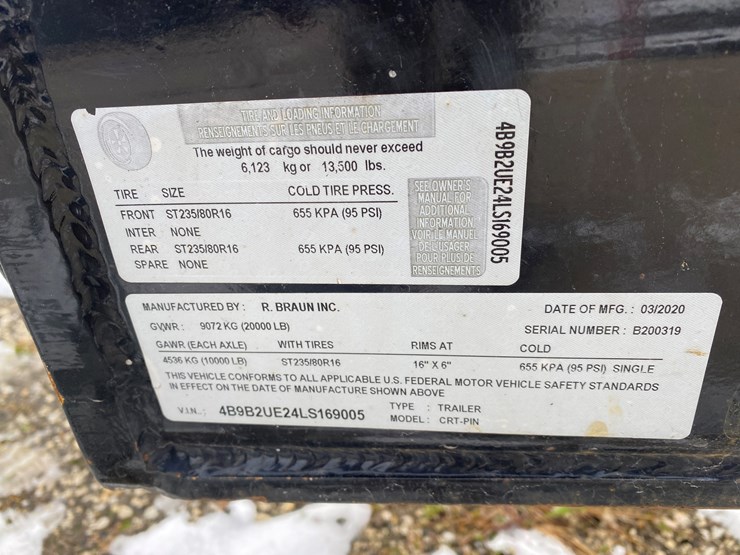 TIRE AND LOADING INFORMATION
RENSEIGNEMENTS SUR LES PNEUS ET LE CHARGEMENT
The weight of cargo should never exceed
6,123 kg or 13,500 lbs.
TIRE SIZE COLD TIRE PRESS.
FRONT ST235/80R16 655 KPA (95 PSI)
INTER NONE
REAR ST235/80R16 655 KPA (95 PSI)
SPARE NONE
SEE OWNER'S
MANUAL FOR
ADDITIONAL
INFORMATION
VOIR LE MANUEL
DE L'USAGER
POUR PLUS DE
RENSEIGNEMENTS
4B9B2UE24LS169005
MANUFACTURED BY : R. BRAUN INC. DATE OF MFG. : 03/2020
GVWR : 9072 KG (20000 LB) SERIAL NUMBER : B200319
GAWR (EACH AXLE) WITH TIRES RIMS AT COLD
4536 KG (10000 LB) ST235/80R16 16" X 6" 655 KPA (95 PSI) SINGLE
THIS VEHICLE CONFORMS TO ALL APPLICABLE U.S. FEDERAL MOTOR VEHICLE SAFETY STANDARDS
IN EFFECT ON THE DATE OF MANUFACTURE SHOWN ABOVE
V.I.N. : 4B9B2UE24LS169005 TYPE : TRAILER
MODEL : CRT-PIN